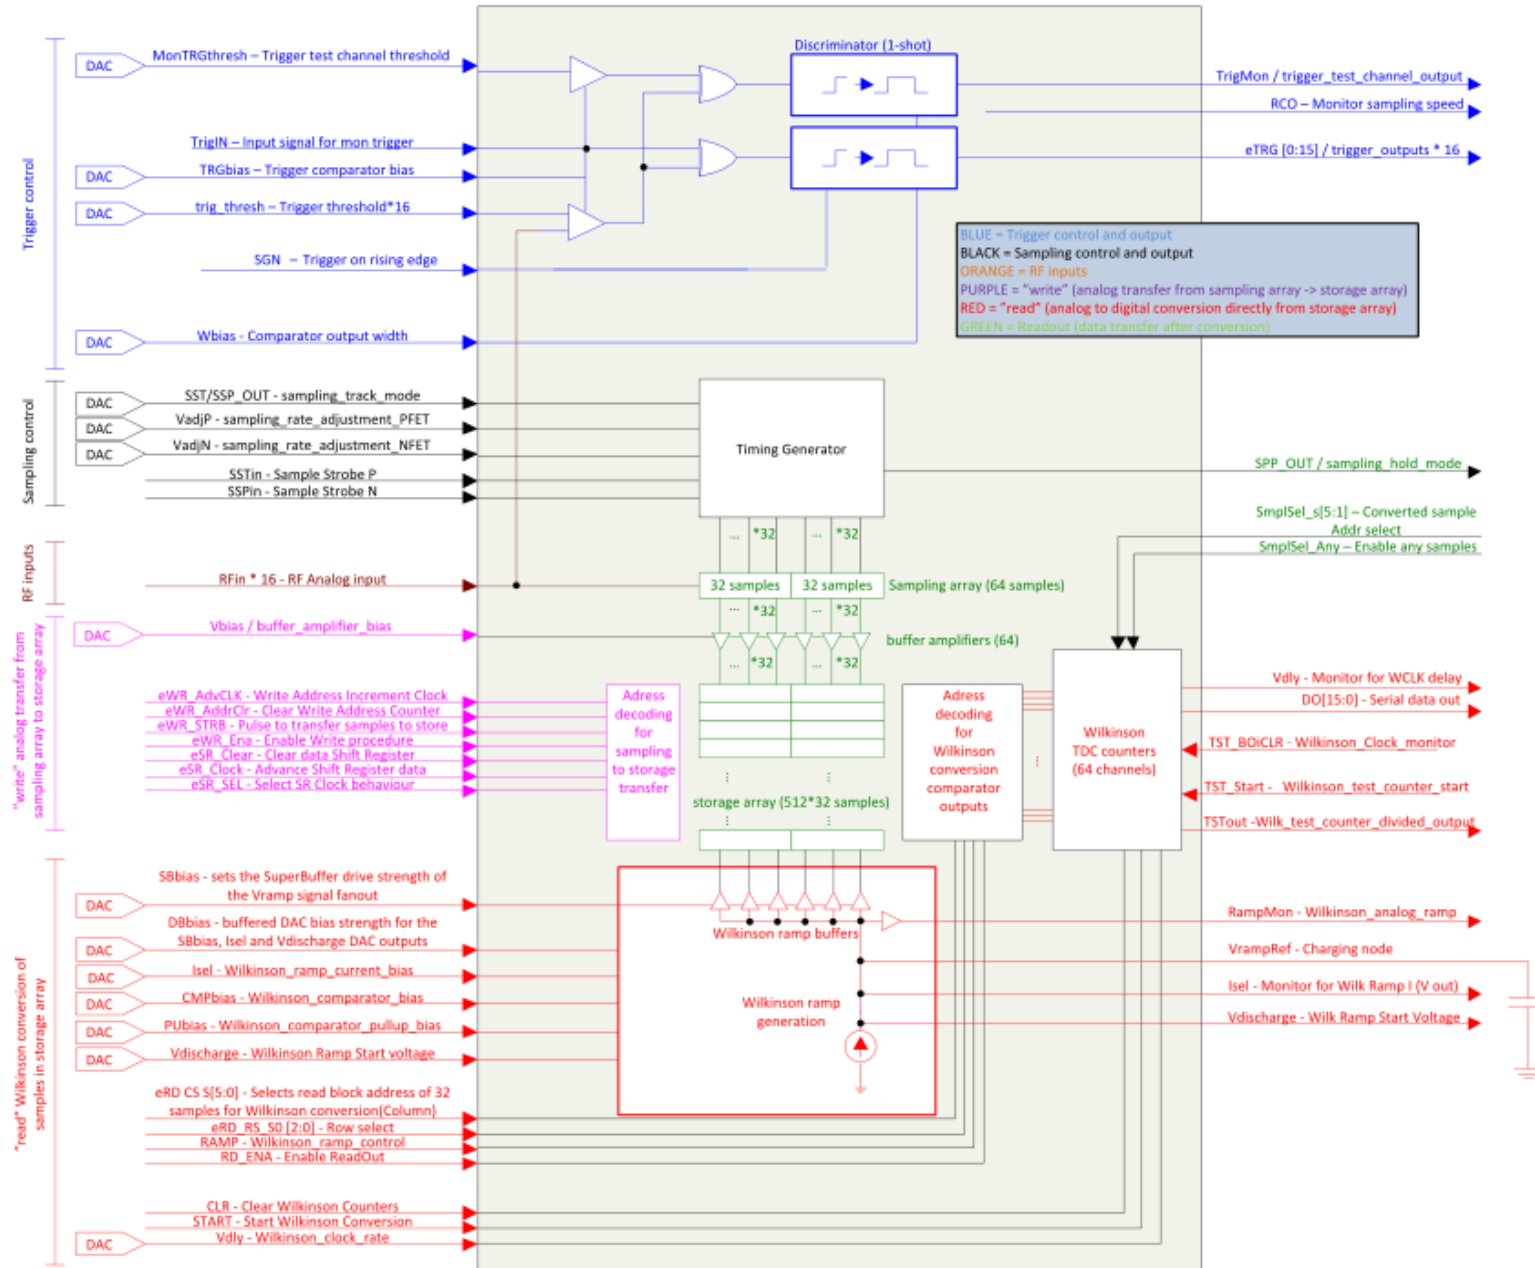 Discriminator (1-shot)
Trigger control
DAC
MonTRGthresh – Trigger test channel threshold
TrigMon / trigger_test_channel_output
RCO – Monitor sampling speed
TrigIN – Input signal for mon trigger
eTRG [0:15] / trigger_outputs * 16
DAC
TRGbias – Trigger comparator bias
DAC
trig_thresh – Trigger threshold*16
SGN – Trigger on rising edge
DAC
Wbias - Comparator output width
BLUE = Trigger control and output
BLACK = Sampling control and output
ORANGE = RF inputs
PURPLE = "write" (analog transfer from sampling array -> storage array)
RED = "read" (analog to digital conversion directly from storage array)
GREEN = Readout (data transfer after conversion)
Sampling control
DAC
SST/SSP_OUT - sampling_track_mode
DAC
VadjP - sampling_rate_adjustment_PFET
DAC
VadjN - sampling_rate_adjustment_NFET
SSTin - Sample Strobe P
SSPin - Sample Strobe N
Timing Generator
SPP_OUT / sampling_hold_mode
SmplSel_s[5:1] – Converted sample
Addr select
SmplSel_Any – Enable any samples
... *32 ... *32
RF inputs
RFin * 16 - RF Analog input
32 samples
32 samples
Sampling array (64 samples)
... *32 ... *32
"write" analog transfer from
sampling array to storage array
DAC
Vbias / buffer_amplifier_bias
buffer amplifiers (64)
... *32 ... *32
eWR_AdvCLK - Write Address Increment Clock
eWR_AddrClr - Clear Write Address Counter
eWR_STRB - Pulse to transfer samples to store
eWR_Ena - Enable Write procedure
eSR_Clear - Clear data Shift Register
eSR_Clock - Advance Shift Register data
eSR_SEL - Select SR Clock behaviour
Adress
decoding
for
sampling
to storage
transfer
storage array (512*32 samples)
Adress
decoding
for
Wilkinson
conversion
comparator
outputs
Wilkinson
TDC counters
(64 channels)
Vdly - Monitor for WCLK delay
DO[15:0] - Serial data out
TST_BOiCLR - Wilkinson_Clock_monitor
TST_Start - Wilkinson_test_counter_start
TSTout -Wilk_test_counter_divided_output
"read" Wilkinson conversion of
samples in storage array
SBbias - sets the SuperBuffer drive strength of
the Vramp signal fanout
DAC
DBbias - buffered DAC bias strength for the
SBbias, Isel and Vdischarge DAC outputs
DAC
Isel - Wilkinson_ramp_current_bias
DAC
CMPbias - Wilkinson_comparator_bias
DAC
PUbias - Wilkinson_comparator_pullup_bias
DAC
Vdischarge - Wilkinson Ramp Start voltage
DAC
Wilkinson ramp buffers
Wilkinson ramp
generation
RampMon - Wilkinson_analog_ramp
VrampRef - Charging node
Isel - Monitor for Wilk Ramp I (V out)
Vdischarge - Wilk Ramp Start Voltage
eRD CS S[5:0] - Selects read block address of 32
samples for Wilkinson conversion(Column)
eRD_RS_S0 [2:0] - Row select
RAMP - Wilkinson_ramp_control
RD_ENA - Enable ReadOut
CLR - Clear Wilkinson Counters
START - Start Wilkinson Conversion
DAC
Vdly - Wilkinson_clock_rate